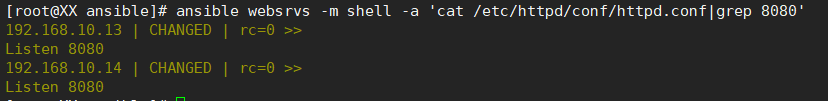 [root@XX ansible]# ansible websrvs -m shell -a 'cat /etc/httpd/conf/httpd.conf|grep 8080'
192.168.10.13 | CHANGED | rc=0 >>
Listen 8080
192.168.10.14 | CHANGED | rc=0 >>
Listen 8080